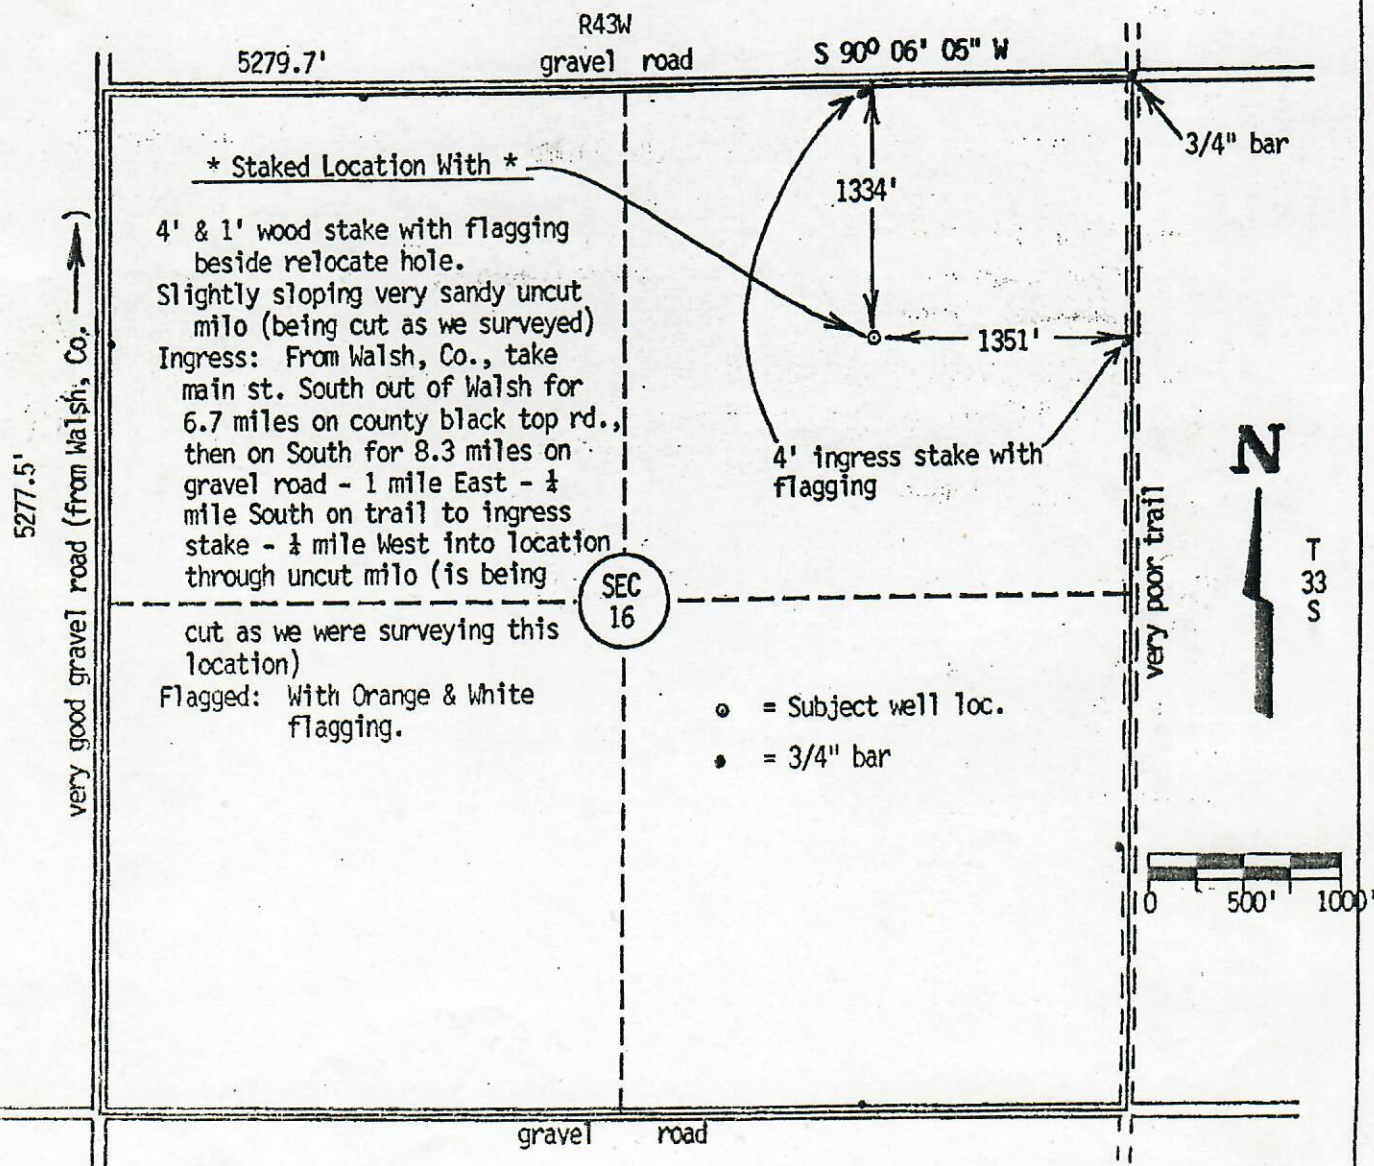 R43W
5279.7'
gravel road
S 90º 06' 05" W
3/4" bar
* Staked Location With *
1334'
4' & 1' wood stake with flagging
beside relocate hole.
Slightly sloping very sandy uncut
milo (being cut as we surveyed)
Ingress: From Walsh, Co., take
main st. South out of Walsh for
6.7 miles on county black top rd.,
then on South for 8.3 miles on
gravel road - 1 mile East - ¼
mile South on trail to ingress
stake - ¼ mile West into location
through uncut milo (is being
cut as we were surveying this
location)
Flagged: With Orange & White
flagging.
1351'
4' ingress stake with
flagging
SEC
16
= Subject well loc.
= 3/4" bar
5277.5'
very good gravel road (from Walsh, Co.
very poor trail
N
T
33
S
0 500' 1000'
gravel road